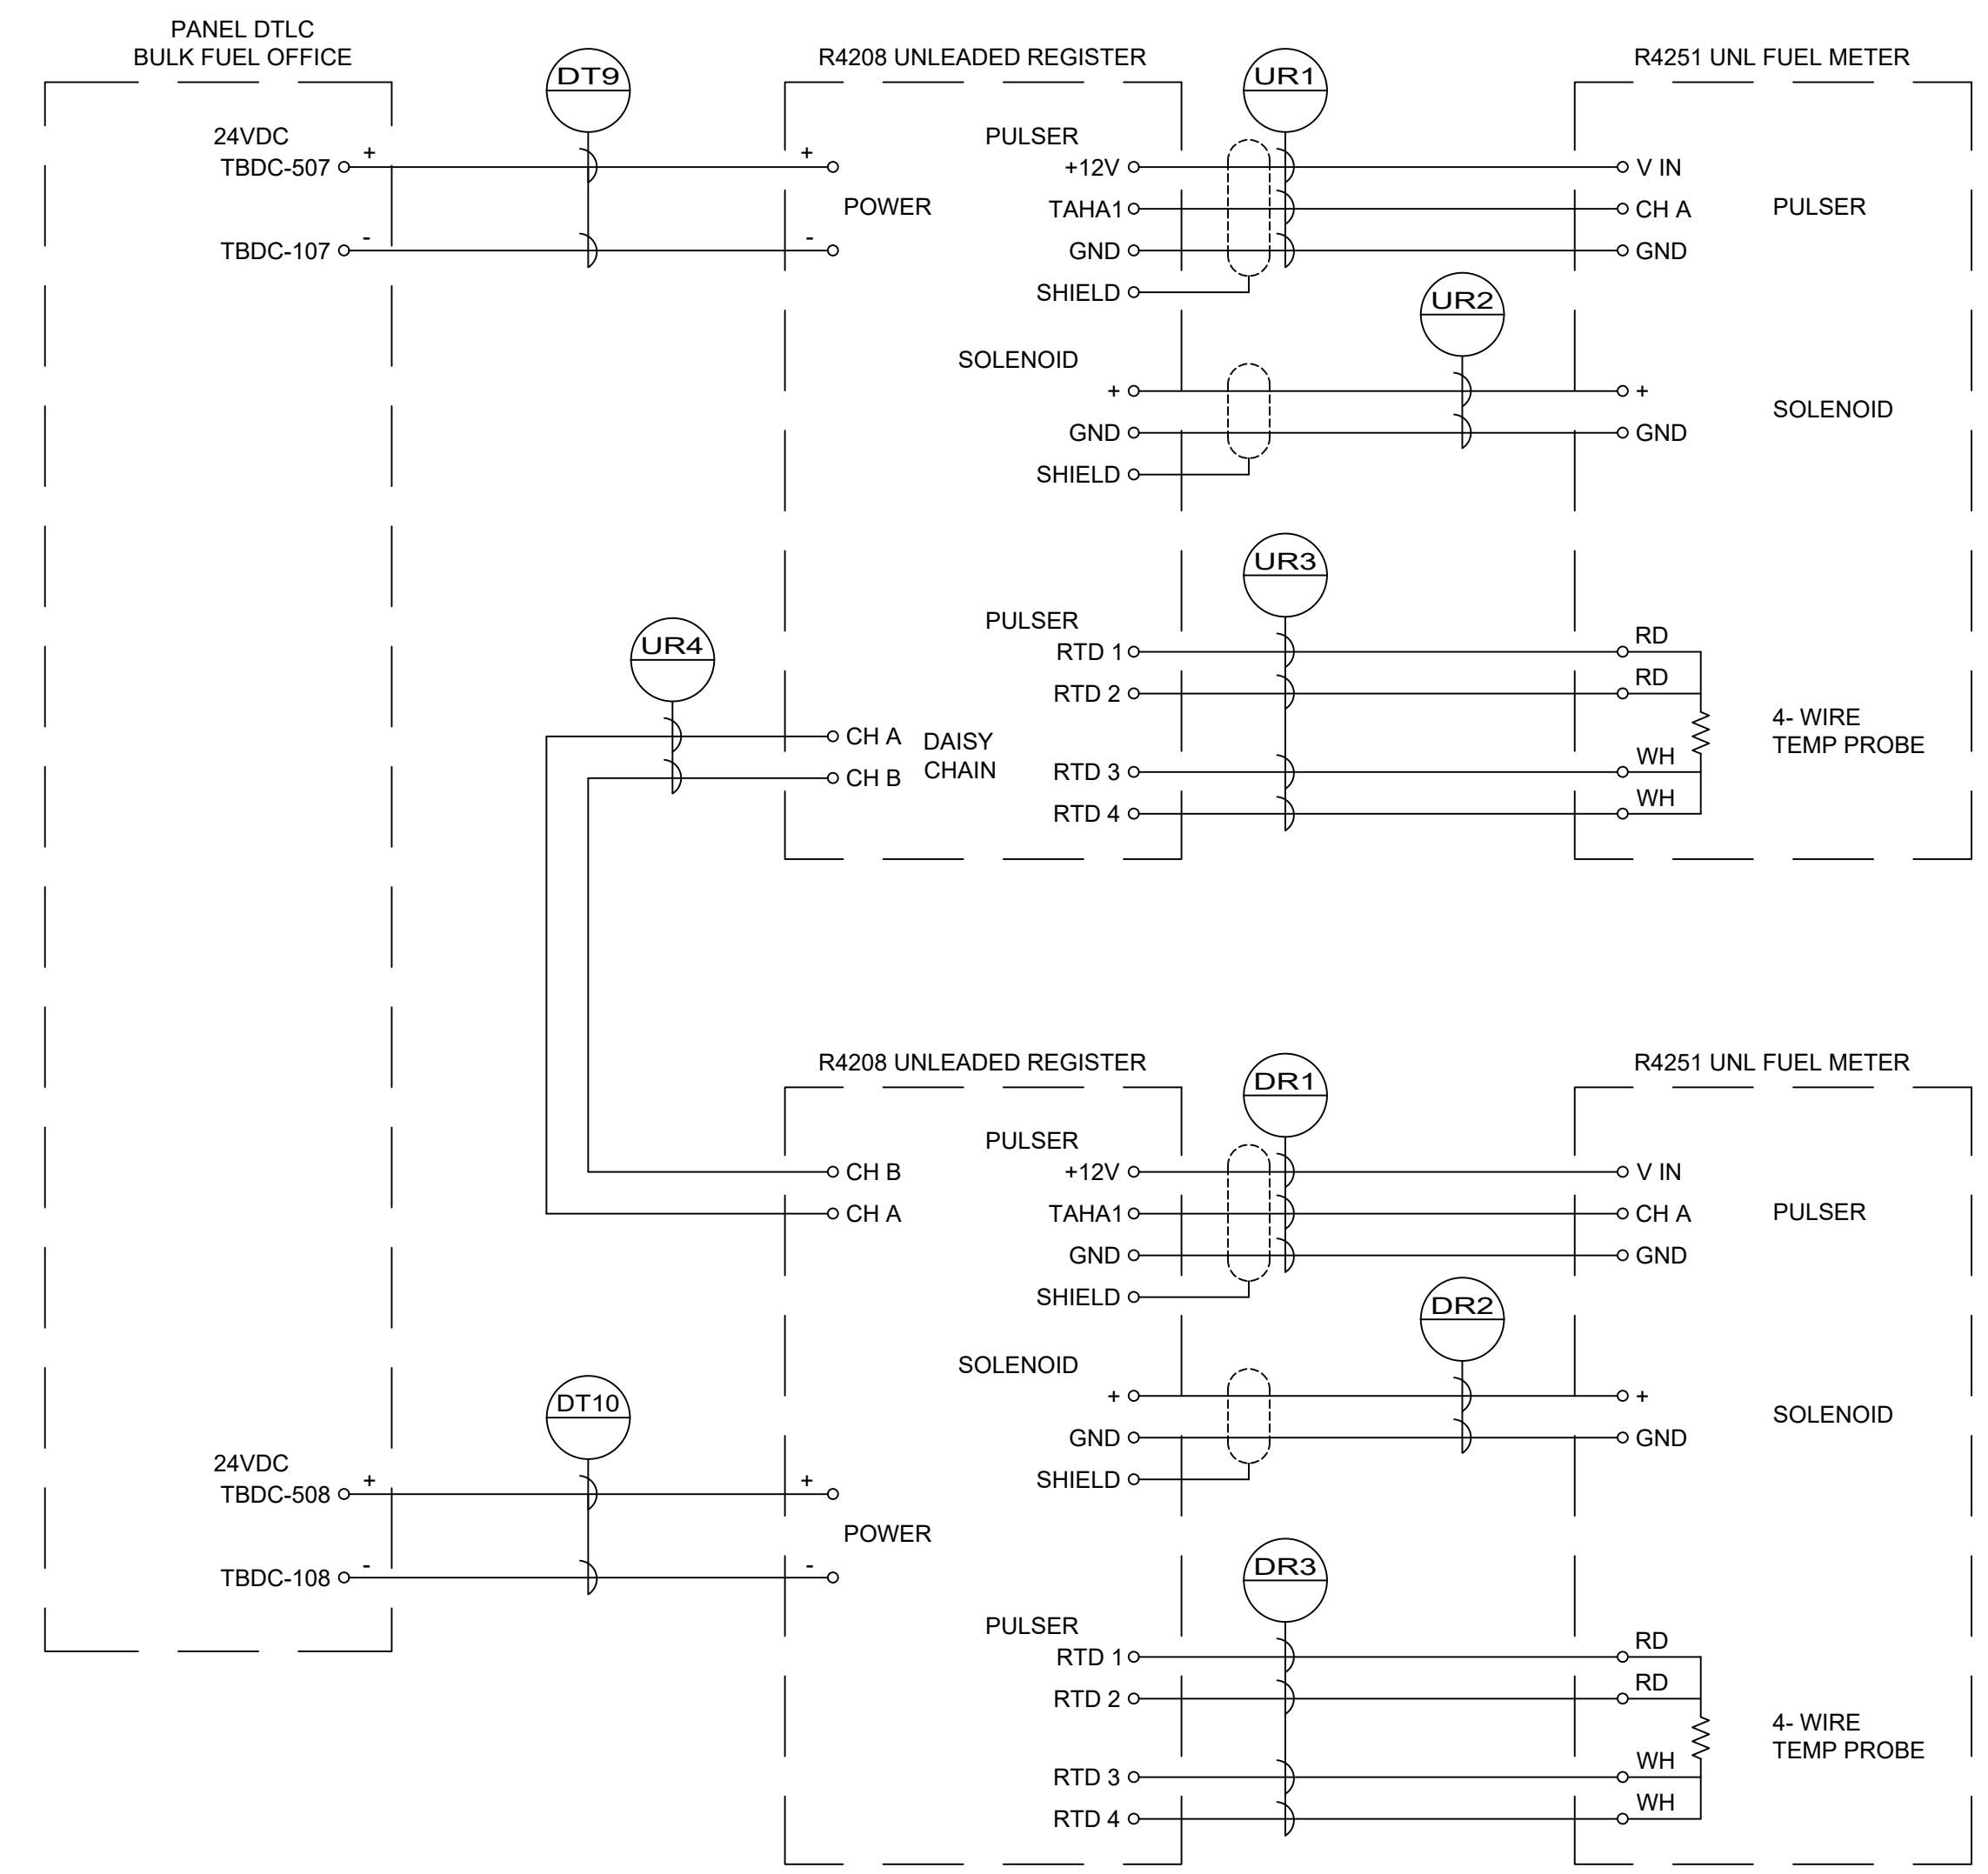 PANEL DTLC
BULK FUEL OFFICE
DT9
R4208 UNLEADED REGISTER
UR1
R4251 UNL FUEL METER
24VDC
TBDC-507
+
+
POWER
TBDC-107
-
-
PULSER
+12V
TAHA1
GND
SHIELD
V IN
CH A
GND
PULSER
UR2
SOLENOID
+
GND
SHIELD
+
GND
SOLENOID
UR3
PULSER
RTD 1
RTD 2
RTD 3
RTD 4
RD
RD
WH
WH
4- WIRE
TEMP PROBE
UR4
CH A
CH B
DAISY
CHAIN
R4208 UNLEADED REGISTER
DR1
R4251 UNL FUEL METER
CH B
CH A
PULSER
+12V
TAHA1
GND
SHIELD
V IN
CH A
GND
PULSER
DR2
SOLENOID
+
GND
SHIELD
+
GND
SOLENOID
DT10
24VDC
TBDC-508
+
+
POWER
TBDC-108
-
-
DR3
PULSER
RTD 1
RTD 2
RTD 3
RTD 4
RD
RD
WH
WH
4- WIRE
TEMP PROBE